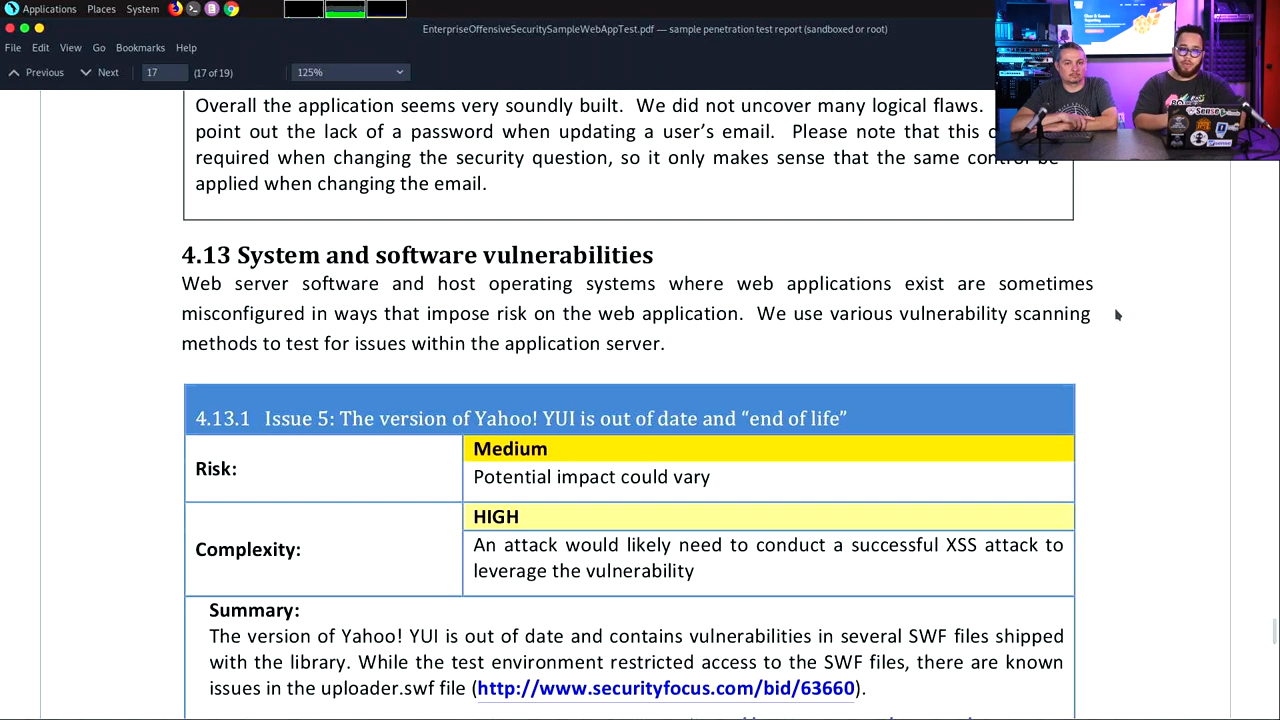 Applications Places System
EnterpriseOffensiveSecuritySampleWebAppTest.pdf — sample penetration test report (sandboxed or root)
File Edit View Go Bookmarks Help
Previous Next 17 (17 of 19) 125%
Overall the application seems very soundly built. We did not uncover many logical flaws.
point out the lack of a password when updating a user's email. Please note that this
required when changing the security question, so it only makes sense that the same control be
applied when changing the email.
4.13 System and software vulnerabilities
Web server software and host operating systems where web applications exist are sometimes
misconfigured in ways that impose risk on the web application. We use various vulnerability scanning
methods to test for issues within the application server.
4.13.1 Issue 5: The version of Yahoo! YUI is out of date and “end of life”
Risk:
Medium
Potential impact could vary
Complexity:
HIGH
An attack would likely need to conduct a successful XSS attack to
leverage the vulnerability
Summary:
The version of Yahoo! YUI is out of date and contains vulnerabilities in several SWF files shipped
with the library. While the test environment restricted access to the SWF files, there are known
issues in the uploader.swf file (http://www.securityfocus.com/bid/63660).